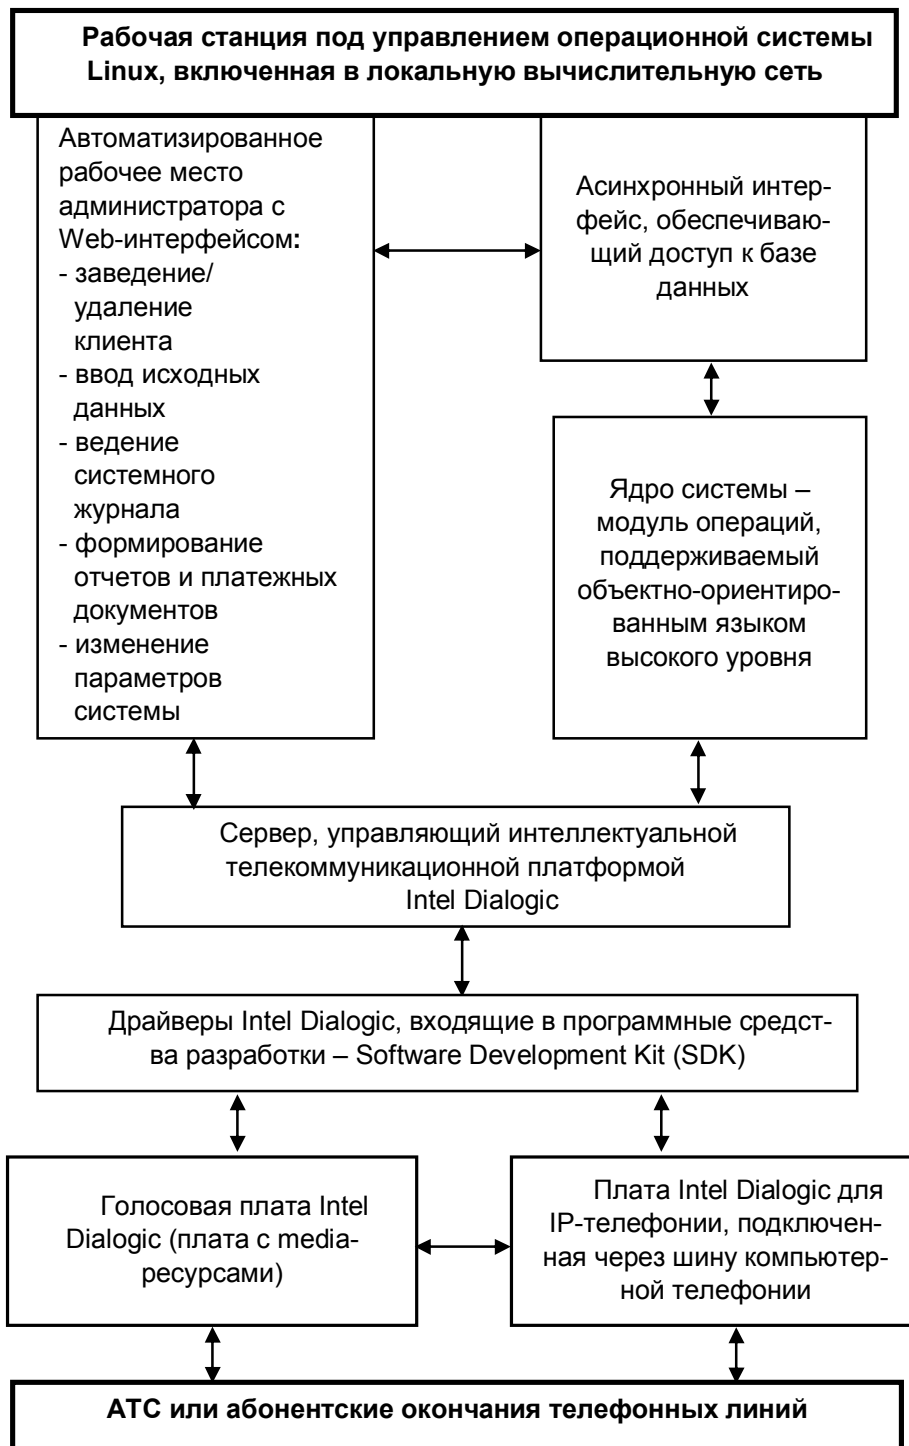 Рабочая станция под управлением операционной системы
Linux, включенная в локальную вычислительную сеть
Автоматизированное
рабочее место
администратора с
Web-интерфейсом:
- заведение/
удаление
клиента
- ввод исходных
данных
- ведение
системного
журнала
- формирование
отчетов и платежных
документов
- изменение
параметров
системы
Асинхронный интер-
фейс, обеспечиваю-
щий доступ к базе
данных
Ядро системы –
модуль операций,
поддерживаемый
объектно-ориентиро-
ванным языком
высокого уровня
Сервер, управляющий интеллектуальной
телекоммуникационной платформой
Intel Dialogic
Драйверы Intel Dialogic, входящие в программные средст-
ва разработки – Software Development Kit (SDK)
Голосовая плата Intel
Dialogic (плата с media-
ресурсами)
Плата Intel Dialogic для
IP-телефонии, подключен-
ная через шину компьютер-
ной телефонии
АТС или абонентские окончания телефонных линий